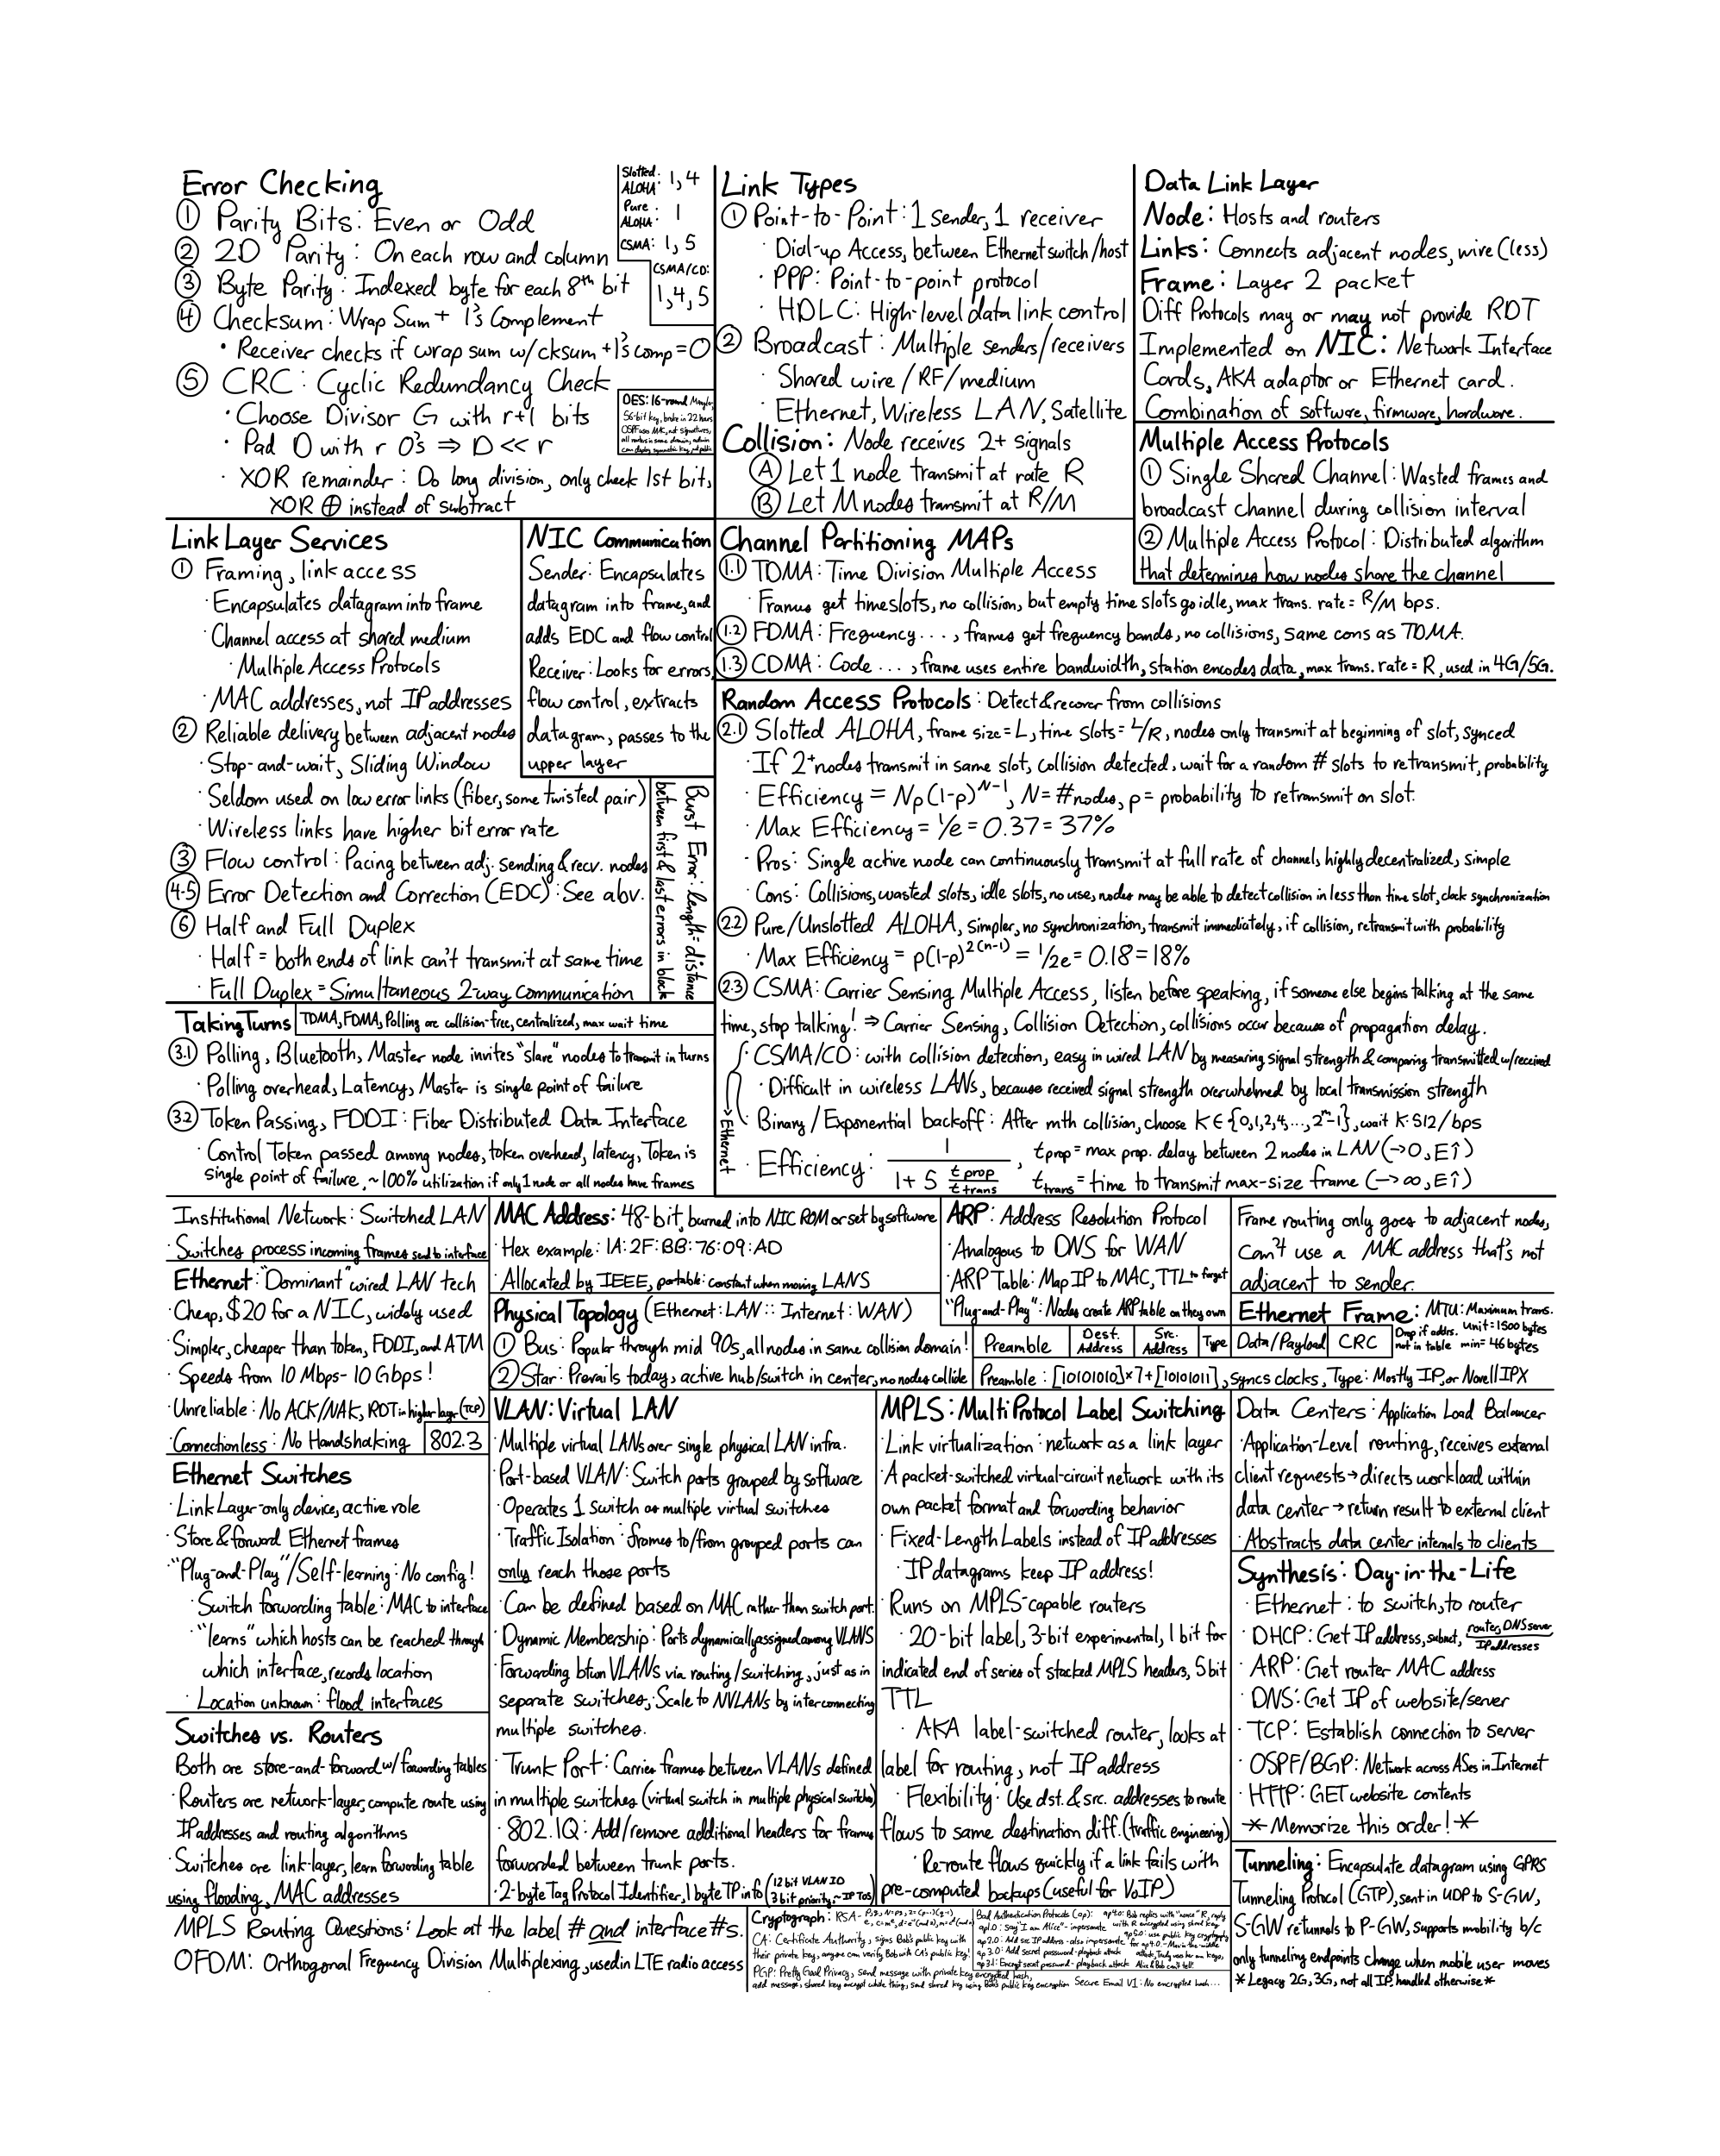 Error Checking
① Parity Bits: Even or Odd
② 2D Parity: On each row and column
③ Byte Parity: Indexed byte for each 8th bit
④ Checksum: Wrap Sum + 1's Complement
· Receiver checks if wrap sum w/cksum + 1's comp = 0
⑤ CRC: Cyclic Redundancy Check
· Choose Divisor G with r+1 bits
· Pad D with r 0's ⇒ D << r
· XOR remainder: Do long division, only check 1st bit,
XOR ⊕ instead of subtract
Slotted ALOHA: 1,4
Pure ALOHA: 1
CSMA: 1,5
CSMA/CD:
1,4,5
DES: 16-round
56-bit key, broke in 22 hours
OSPF uses MK, not signatures,
all routers in same domain, admin
can deploy symmetric key, not public
Link Types
① Point-to-Point: 1 sender, 1 receiver
· Dial-up Access, between Ethernet switch/host
· PPP: Point-to-point protocol
· HDLC: High-level data link control
② Broadcast: Multiple senders/receivers
· Shared wire/RF/medium
· Ethernet, Wireless LAN, Satellite
Collision: Node receives 2+ signals
Ⓐ Let 1 node transmit at rate R
Ⓑ Let M nodes transmit at R/M
Data Link Layer
Node: Hosts and routers
Links: Connects adjacent nodes, wire(less)
Frame: Layer 2 packet
Diff Protocols may or may not provide RDT
Implemented on NIC: Network Interface
Cards, AKA adaptor or Ethernet card.
Combination of software, firmware, hardware.
Multiple Access Protocols
① Single Shared Channel: Wasted frames and
broadcast channel during collision interval
② Multiple Access Protocol: Distributed algorithm
that determines how nodes share the channel
Link Layer Services
① Framing, link access
· Encapsulates datagram into frame
· Channel access at shared medium
· Multiple Access Protocols
· MAC addresses, not IP addresses
② Reliable delivery between adjacent nodes
· Stop-and-wait, Sliding Window
· Seldom used on low error links (fiber, some twisted pair)
· Wireless links have higher bit error rate
③ Flow control: Pacing between adj. sending & recv. nodes
④-⑤ Error Detection and Correction (EDC): See abv.
⑥ Half and Full Duplex
· Half = both ends of link can't transmit at same time
· Full Duplex = Simultaneous 2-way communication
NIC Communication
Sender: Encapsulates
datagram into frame, and
adds EDC and flow control
Receiver: Looks for errors,
flow control, extracts
datagram, passes to the
upper layer
Burst Error: length = distance
between first & last errors in block
Channel Partitioning MAPs
1.1 TDMA: Time Division Multiple Access
· Frames get timeslots, no collision, but empty time slots go idle, max trans. rate = R/M bps.
1.2 FDMA: Frequency ..., frames get frequency bands, no collisions, same cons as TDMA.
1.3 CDMA: Code ..., frame uses entire bandwidth, station encodes data, max trans. rate = R, used in 4G/5G.
Random Access Protocols: Detect & recover from collisions
2.1 Slotted ALOHA, frame size = L, time slots = L/R, nodes only transmit at beginning of slot, synced
· If 2+ nodes transmit in same slot, collision detected, wait for a random # slots to retransmit, probability
· Efficiency = Np(1-p)^N-1, N = # nodes, p = probability to retransmit on slot.
· Max Efficiency = 1/e = 0.37 = 37%
· Pros: Single active node can continuously transmit at full rate of channel, highly decentralized, simple
· Cons: Collisions, wasted slots, idle slots, no use, nodes may be able to detect collision in less than time slot, clock synchronization
2.2 Pure/Unslotted ALOHA, simpler, no synchronization, transmit immediately, if collision, retransmit with probability
· Max Efficiency = p(1-p)^2(n-1) = 1/2e = 0.18 = 18%
2.3 CSMA: Carrier Sensing Multiple Access, listen before speaking, if someone else begins talking at the same
time, stop talking! ⇒ Carrier Sensing, Collision Detection, collisions occur because of propagation delay.
· CSMA/CD: with collision detection, easy in wired LAN by measuring signal strength & comparing transmitted w/received
· Difficult in wireless LANs, because received signal strength overwhelmed by local transmission strength
· Binary/Exponential backoff: After mth collision, choose K ∈ {0,1,2,4,...,2^m-1}, wait K·512/bps
→Ethernet
· Efficiency: 1 / (1 + 5 tprop/ttrans), tprop = max prop. delay between 2 nodes in LAN (→0, E↑)
ttrans = time to transmit max-size frame (→∞, E↑)
Taking Turns
TDMA, FDMA, Polling are collision-free, centralized, max wait time
3.1 Polling, Bluetooth, Master node invites "slave" nodes to transmit in turns
· Polling overhead, Latency, Master is single point of failure
3.2 Token Passing, FDDI: Fiber Distributed Data Interface
· Control Token passed among nodes, token overhead, latency, Token is
single point of failure, ~100% utilization if only 1 node or all nodes have frames
Institutional Network: Switched LAN
· Switches process incoming frames sent to interface
Ethernet: "Dominant" wired LAN tech
· Cheap, $20 for a NIC, widely used
· Simpler, cheaper than token, FDDI, and ATM
· Speeds from 10 Mbps - 10 Gbps!
· Unreliable: No ACK/NAK, RDT in higher layer (TCP)
· Connectionless: No Handshaking
802.3
Ethernet Switches
· Link Layer-only device, active role
· Store & forward Ethernet frames
· "Plug-and-Play"/Self-learning: No config!
· Switch forwarding table: MAC to interface
· "learns" which hosts can be reached through
which interface, records location
· Location unknown: flood interfaces
Switches vs. Routers
Both are store-and-forward w/ forwarding tables
· Routers are network-layer, compute route using
IP addresses and routing algorithms
· Switches are link-layer, learn forwarding table
using flooding, MAC addresses
MAC Address: 48-bit, burned into NIC ROM or set by software
· Hex example: 1A:2F:BB:76:09:AD
· Allocated by IEEE, portable: constant when moving LANS
Physical Topology (Ethernet: LAN :: Internet: WAN)
① Bus: Popular through mid 90s, all nodes in same collision domain!
② Star: Prevails today, active hub/switch in center, no nodes collide
ARP: Address Resolution Protocol
· Analogous to DNS for WAN
· ARP Table: Map IP to MAC, TTL to forget
· "Plug-and-Play": Nodes create ARP table on they own
Frame routing only goes to adjacent nodes,
Can't use a MAC address that's not
adjacent to sender.
Ethernet Frame: MTU: Maximum trans.
unit = 1500 bytes
min = 46 bytes
Drop if addrs. not in table
Preamble | Dest. Address | Src. Address | Type | Data/Payload | CRC
Preamble: [10101010]×7+[10101011], syncs clocks, Type: Mostly IP, or Novell IPX
VLAN: Virtual LAN
· Multiple virtual LANs over single physical LAN infra.
· Port-based VLAN: Switch ports grouped by software
· Operates 1 switch as multiple virtual switches
· Traffic Isolation: frames to/from grouped ports can
only reach those ports
· Can be defined based on MAC rather than switch port.
· Dynamic Membership: Ports dynamically assigned among VLANS
· Forwarding btwn VLANs via routing/switching, just as in
separate switches, · Scale to N VLANs by interconnecting
multiple switches.
· Trunk Port: Carries frames between VLANs defined
in multiple switches (virtual switch in multiple physical switches)
· 802.1Q: Add/remove additional headers for frames
forwarded between trunk ports.
· 2-byte Tag Protocol Identifier, 1 byte TP info (12 bit VLAN ID
3 bit priority ~ IP TOS)
MPLS: MultiProtocol Label Switching
· Link virtualization: network as a link layer
· A packet-switched virtual-circuit network with its
own packet format and forwarding behavior
· Fixed-Length Labels instead of IP addresses
· IP datagrams keep IP address!
· Runs on MPLS-capable routers
· 20-bit label, 3-bit experimental, 1 bit for
indicated end of series of stacked MPLS headers, 5 bit
TTL
· AKA label-switched router, looks at
label for routing, not IP address
· Flexibility: Use dst. & src. addresses to route
flows to same destination diff. (traffic engineering)
· Re-route flows quickly if a link fails with
pre-computed backups (useful for VoIP)
Data Centers: Application Load Balancer
· Application-Level routing, receives external
client requests → directs workload within
data center → return result to external client
· Abstracts data center internals to clients
Synthesis: Day-in-the-Life
· Ethernet: to switch, to router
· DHCP: Get IP address, subnet, router, DNS server
IP addresses
· ARP: Get router MAC address
· DNS: Get IP of website/server
· TCP: Establish connection to server
· OSPF/BGP: Network across ASes in Internet
· HTTP: GET website contents
* Memorize this order! *
Tunneling: Encapsulate datagram using GPRS
Tunneling Protocol (GTP), sent in UDP to S-GW,
S-GW retunnels to P-GW, supports mobility b/c
only tunneling endpoints change when mobile user moves
* Legacy 2G, 3G, not all IP, handled otherwise *
MPLS Routing Questions: Look at the label # and interface #s.
OFDM: Orthogonal Frequency Division Multiplexing, used in LTE radio access
Cryptograph: RSA -
CA: Certificate Authority, signs Bob's public key with
their private key, anyone can verify Bob with CA's public key!
PGP: Pretty Good Privacy, send message with private key encrypted hash,
add message, shared key encrypt whole thing, send shared key using Bob's public key encryption Secure Email V1: No encrypted hash...
Bad Authentication Protocols (ap):
ap1.0: say "I am Alice" - impersonate
ap2.0: Add src IP address - also impersonate
ap3.0: Add secret password - playback attack
ap3.1: Encrypt secret password - playback attack
ap4.0: Bob replies with "nonce" R, reply
with R encrypted using shared key
ap5.0: use public key cryptography